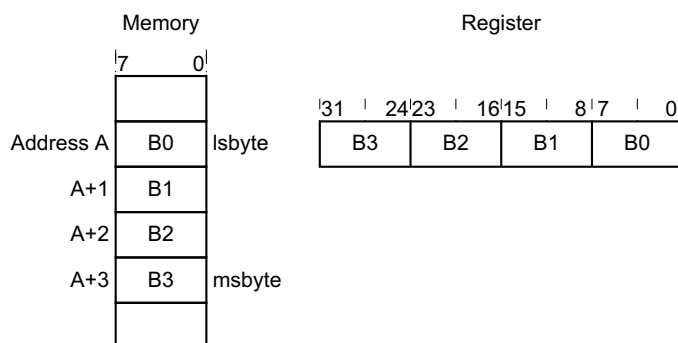 Memory
Register
7 0
31 24 23 16 15 8 7 0
Address A B0 lsbyte
B3 B2 B1 B0
A+1 B1
A+2 B2
A+3 B3 msbyte